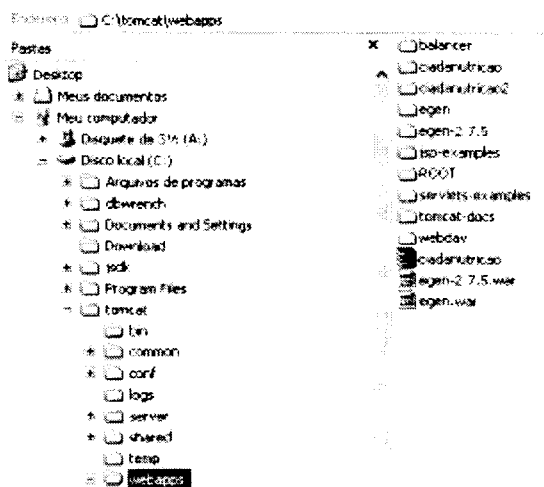 Endereço C:\tomcat\webapps
Pastas
Desktop
Meus documentos
Meu computador
Disquete de 3½ (A:)
Disco local (C:)
Arquivos de programas
dbwrench
Documents and Settings
Download
jsdk
Program Files
tomcat
bin
common
conf
logs
server
shared
temp
webapps
balancer
ciadanutricao
ciadanutricao2
egen
egen-2.7.5
jsp-examples
ROOT
servlets-examples
tomcat-docs
webdav
ciadanutricao
egen-2.7.5.war
egen.war